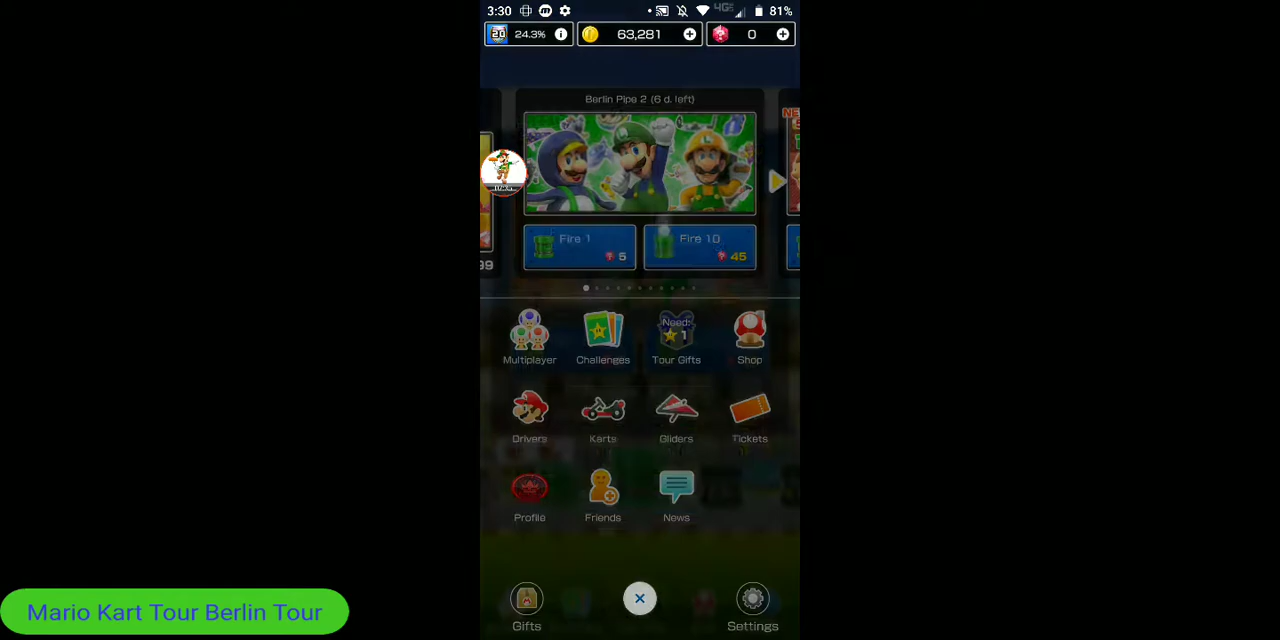 3:30 4GE 81%
20 24.3% 63,281 0
Berlin Pipe 2 (6 d. left)
Fire 1 5
Fire 10 45
99
Multiplayer Challenges Need: 1 Tour Gifts Shop
Drivers Karts Gliders Tickets
Profile Friends News
Gifts Settings
Mario Kart Tour Berlin Tour